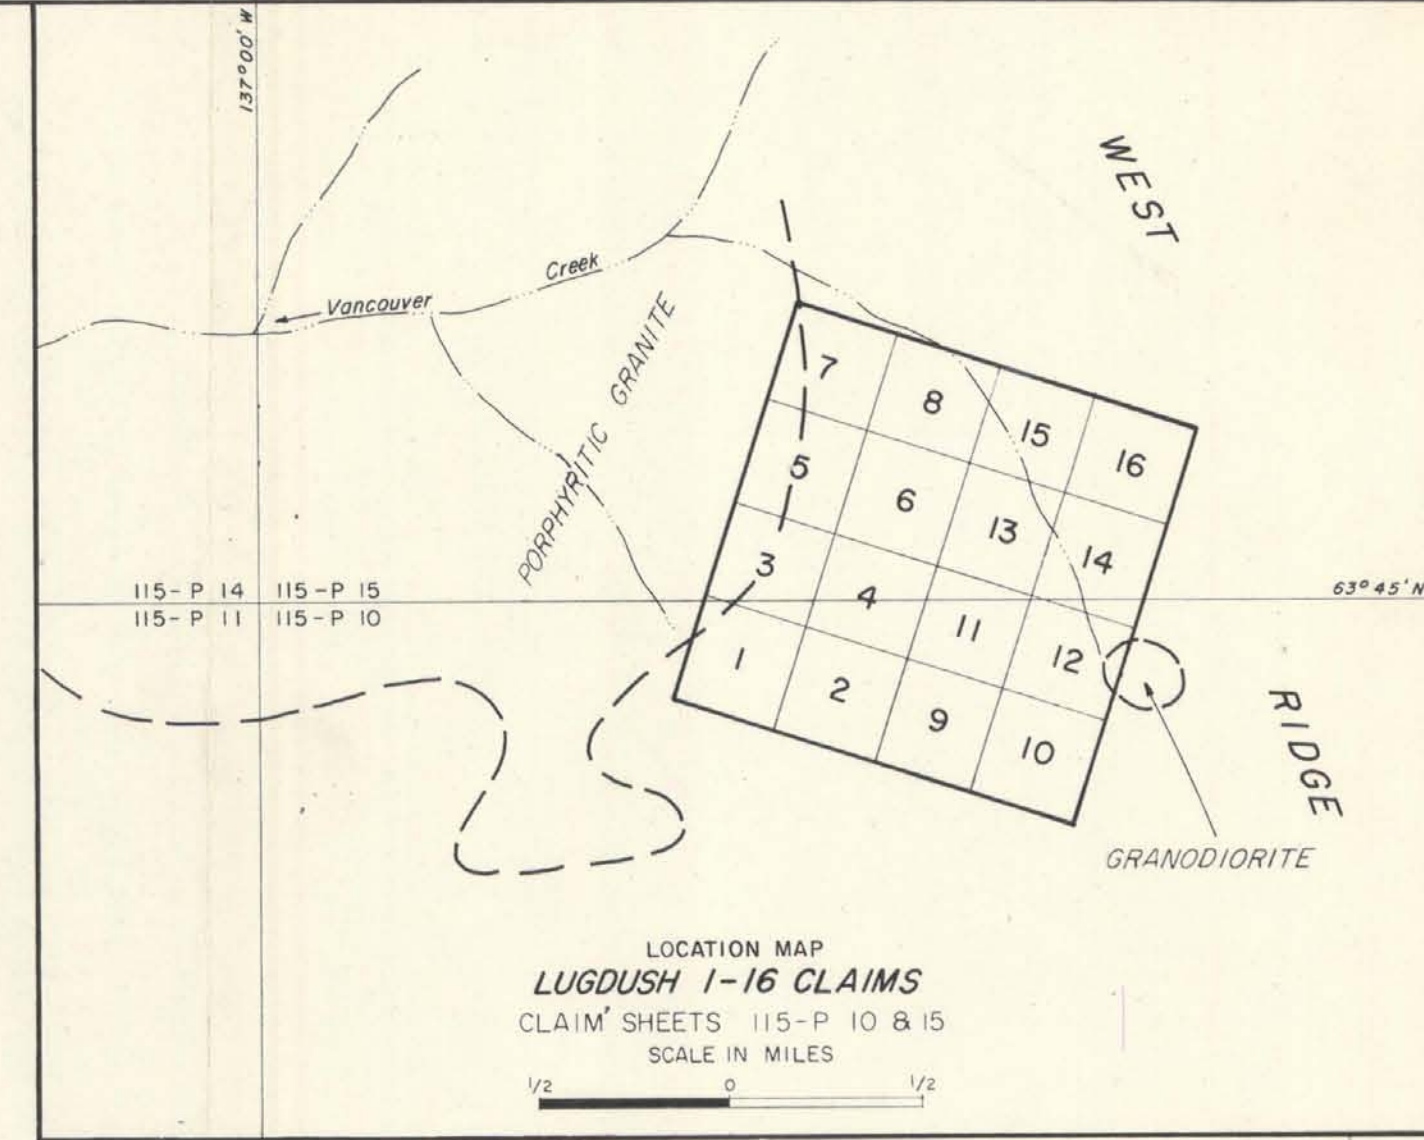 137°00' W
WEST
Creek
Vancouver
PORPHYRITIC GRANITE
7
8
15
16
5
6
13
14
3
4
11
12
1
2
9
10
115-P 14 115-P 15
115-P 11 115-P 10
63°45' N
RIDGE
GRANODIORITE
LOCATION MAP
LUGDUSH 1-16 CLAIMS
CLAIM' SHEETS 115-P 10 & 15
SCALE IN MILES
1/2 0 1/2